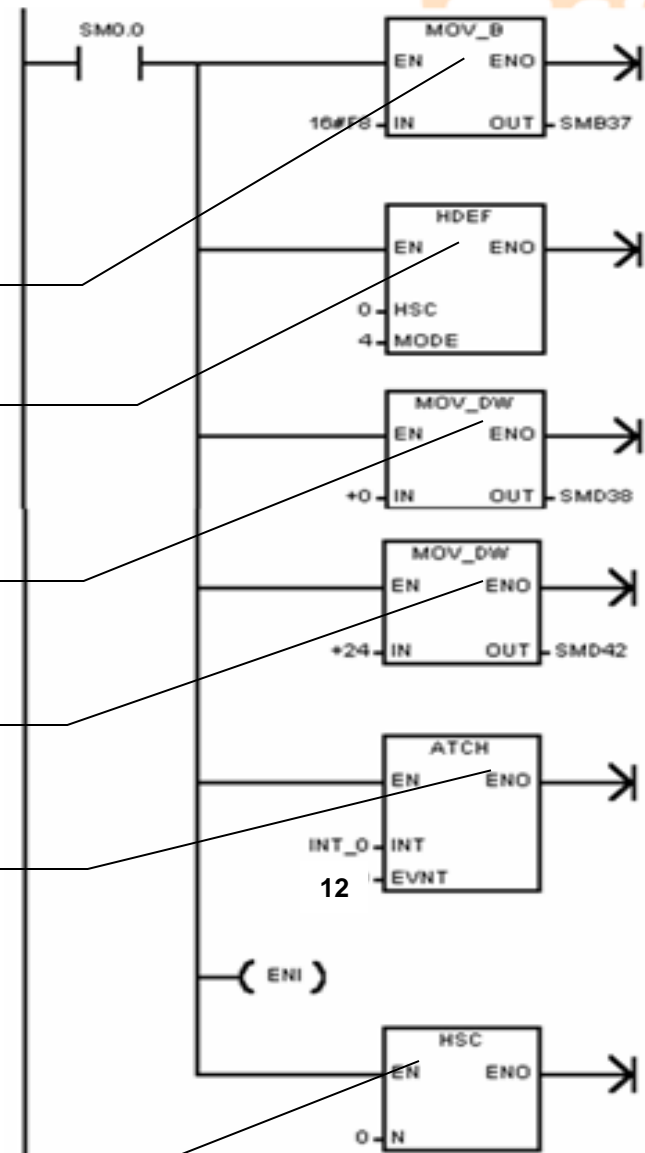 SM0.0
MOV_B
EN ENO
16#F8 IN OUT SMB37
HDEF
EN ENO
0 HSC
4 MODE
MOV_DW
EN ENO
+0 IN OUT SMD38
MOV_DW
EN ENO
+24 IN OUT SMD42
ATCH
EN ENO
INT_0 INT
12 EVNT
( ENI )
HSC
EN ENO
0 N